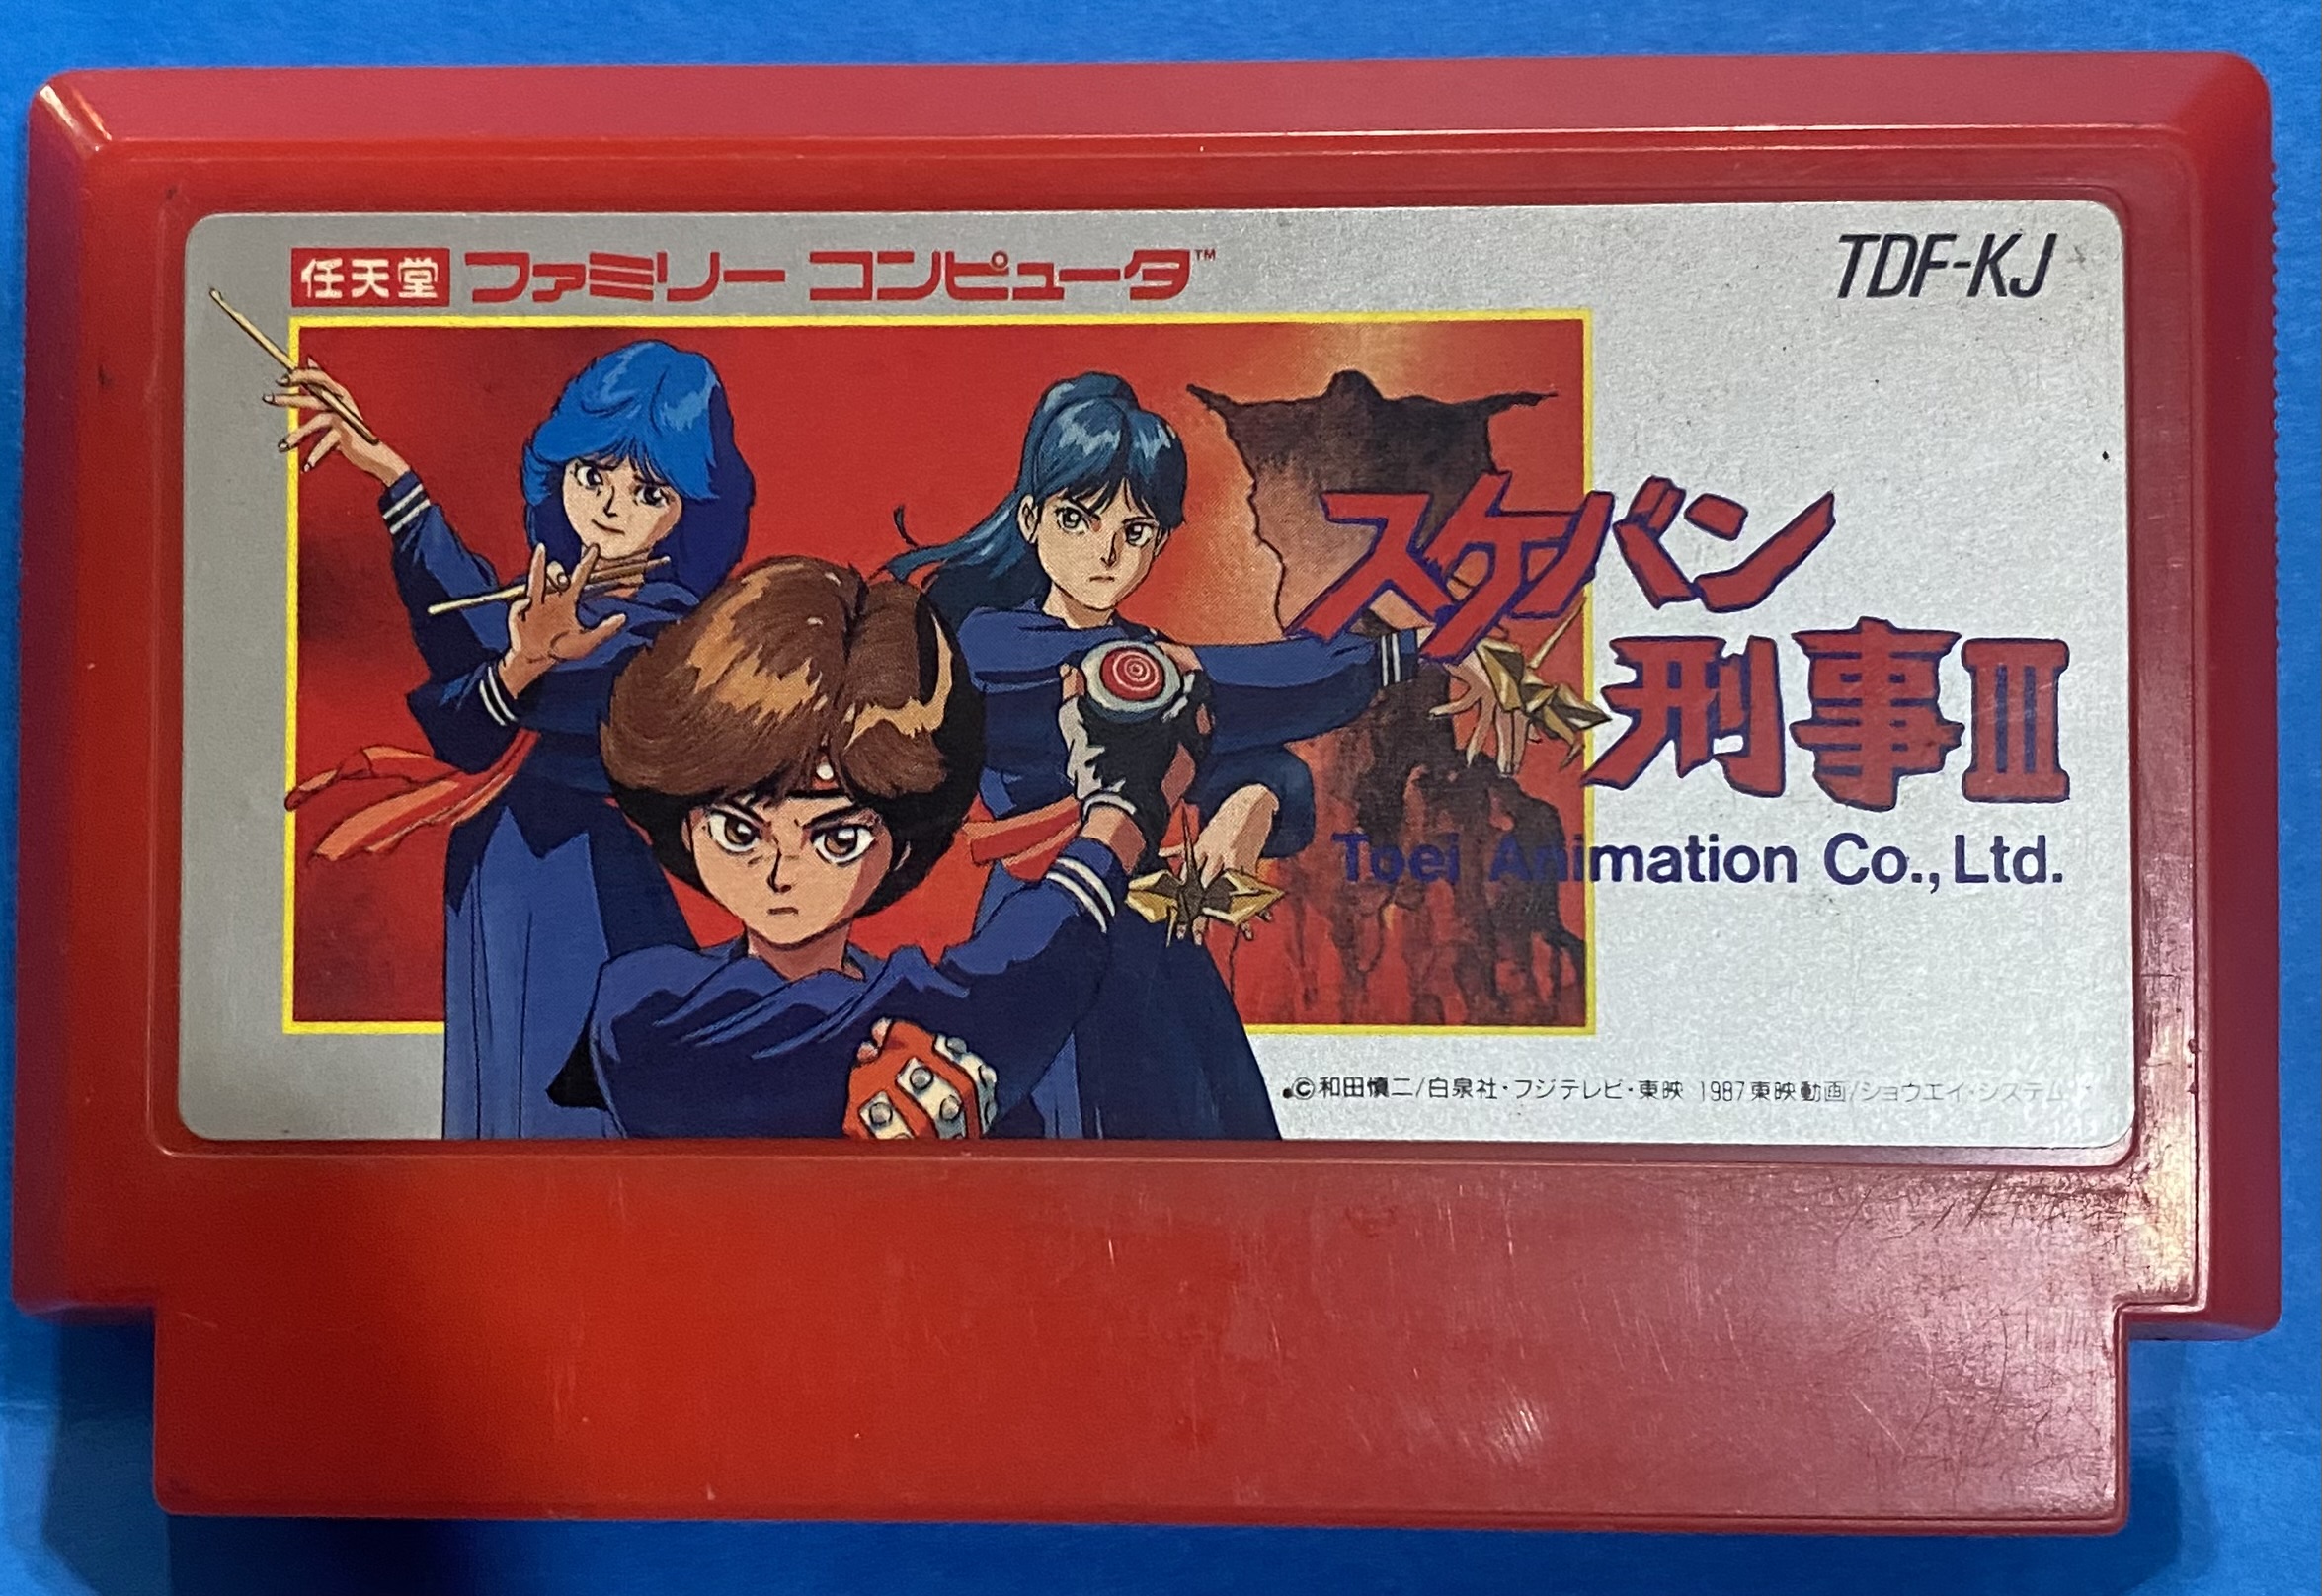 任天堂 ファミリーコンピュータ™
TDF-KJ
スケバン
刑事III
Toei Animation Co., Ltd.
©和田慎二/白泉社・フジテレビ・東映 1987東映動画/ショウエイ・システム